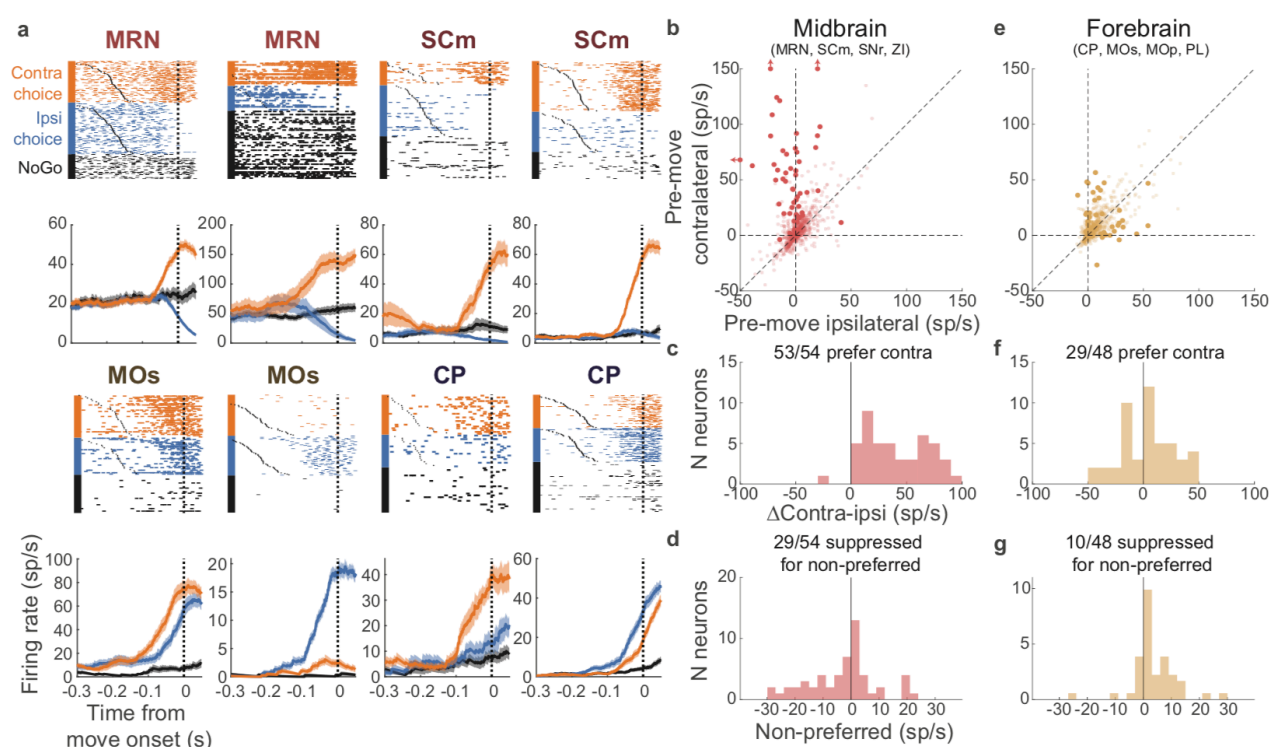 a
MRN
MRN
SCm
SCm
Contra
choice
Ipsi
choice
NoGo
60
40
20
0
200
150
100
50
0
80
60
40
20
0
80
60
40
20
0
MOs
MOs
CP
CP
Firing rate (sp/s)
100
80
60
40
20
0
-0.3
-0.1
0
20
15
10
5
0
-0.3
-0.1
0
40
30
20
10
0
-0.3
-0.1
0
60
40
20
0
-0.3
-0.1
0
Time from
move onset (s)
b
Midbrain
(MRN, SCm, SNr, ZI)
Pre-move
contralateral (sp/s)
150
100
50
0
-50
-50
0
50
100
150
Pre-move ipsilateral (sp/s)
e
Forebrain
(CP, MOs, MOp, PL)
150
100
50
0
-50
-50
0
50
100
150
c
53/54 prefer contra
N neurons
15
10
5
0
-100
-50
0
50
100
ΔContra-ipsi (sp/s)
f
29/48 prefer contra
15
10
5
0
-100
-50
0
50
100
d
29/54 suppressed
for non-preferred
N neurons
20
10
0
-30
-20
-10
0
10
20
30
Non-preferred (sp/s)
g
10/48 suppressed
for non-preferred
10
5
0
-30
-20
-10
0
10
20
30